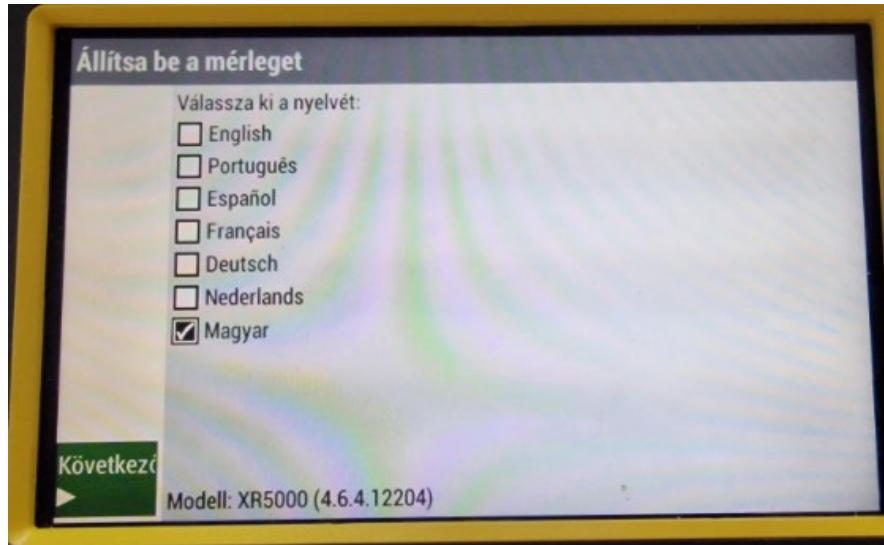 Állítsa be a mérleget
Válassza ki a nyelvét:
English
Português
Español
Français
Deutsch
Nederlands
Magyar
Következő
Modell: XR5000 (4.6.4.12204)